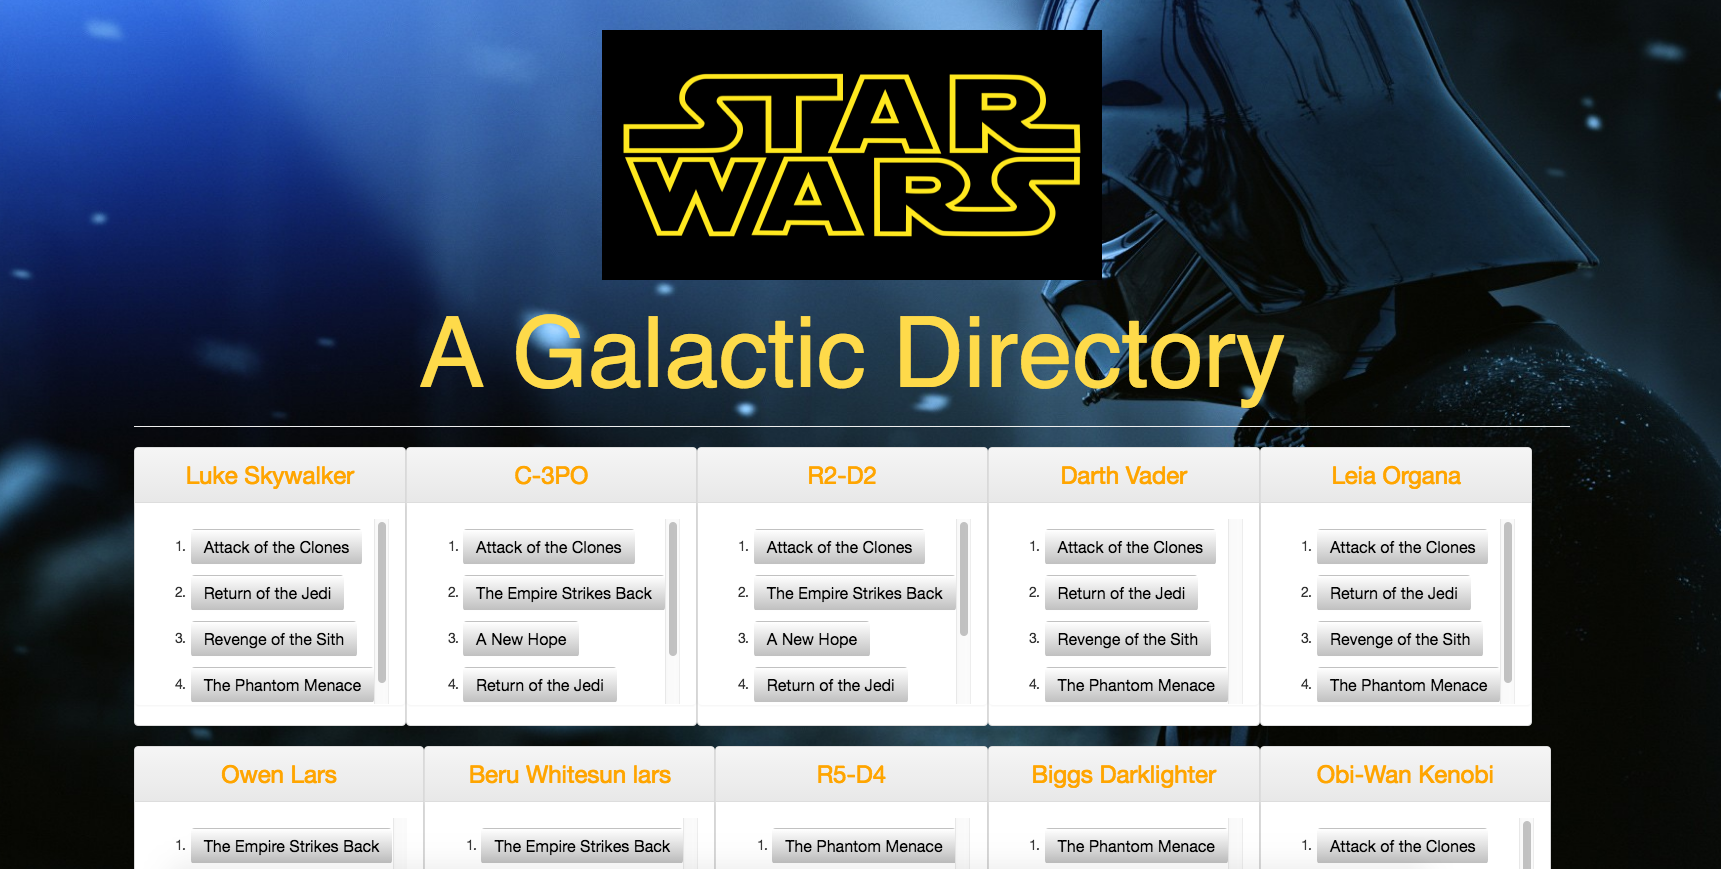 STAR
WARS
A Galactic Directory
Luke Skywalker
1. Attack of the Clones
2. Return of the Jedi
3. Revenge of the Sith
4. The Phantom Menace
C-3PO
1. Attack of the Clones
2. The Empire Strikes Back
3. A New Hope
4. Return of the Jedi
R2-D2
1. Attack of the Clones
2. The Empire Strikes Back
3. A New Hope
4. Return of the Jedi
Darth Vader
1. Attack of the Clones
2. Return of the Jedi
3. Revenge of the Sith
4. The Phantom Menace
Leia Organa
1. Attack of the Clones
2. Return of the Jedi
3. Revenge of the Sith
4. The Phantom Menace
Owen Lars
1. The Empire Strikes Back
Beru Whitesun lars
1. The Empire Strikes Back
R5-D4
1. The Phantom Menace
Biggs Darklighter
1. The Phantom Menace
Obi-Wan Kenobi
1. Attack of the Clones